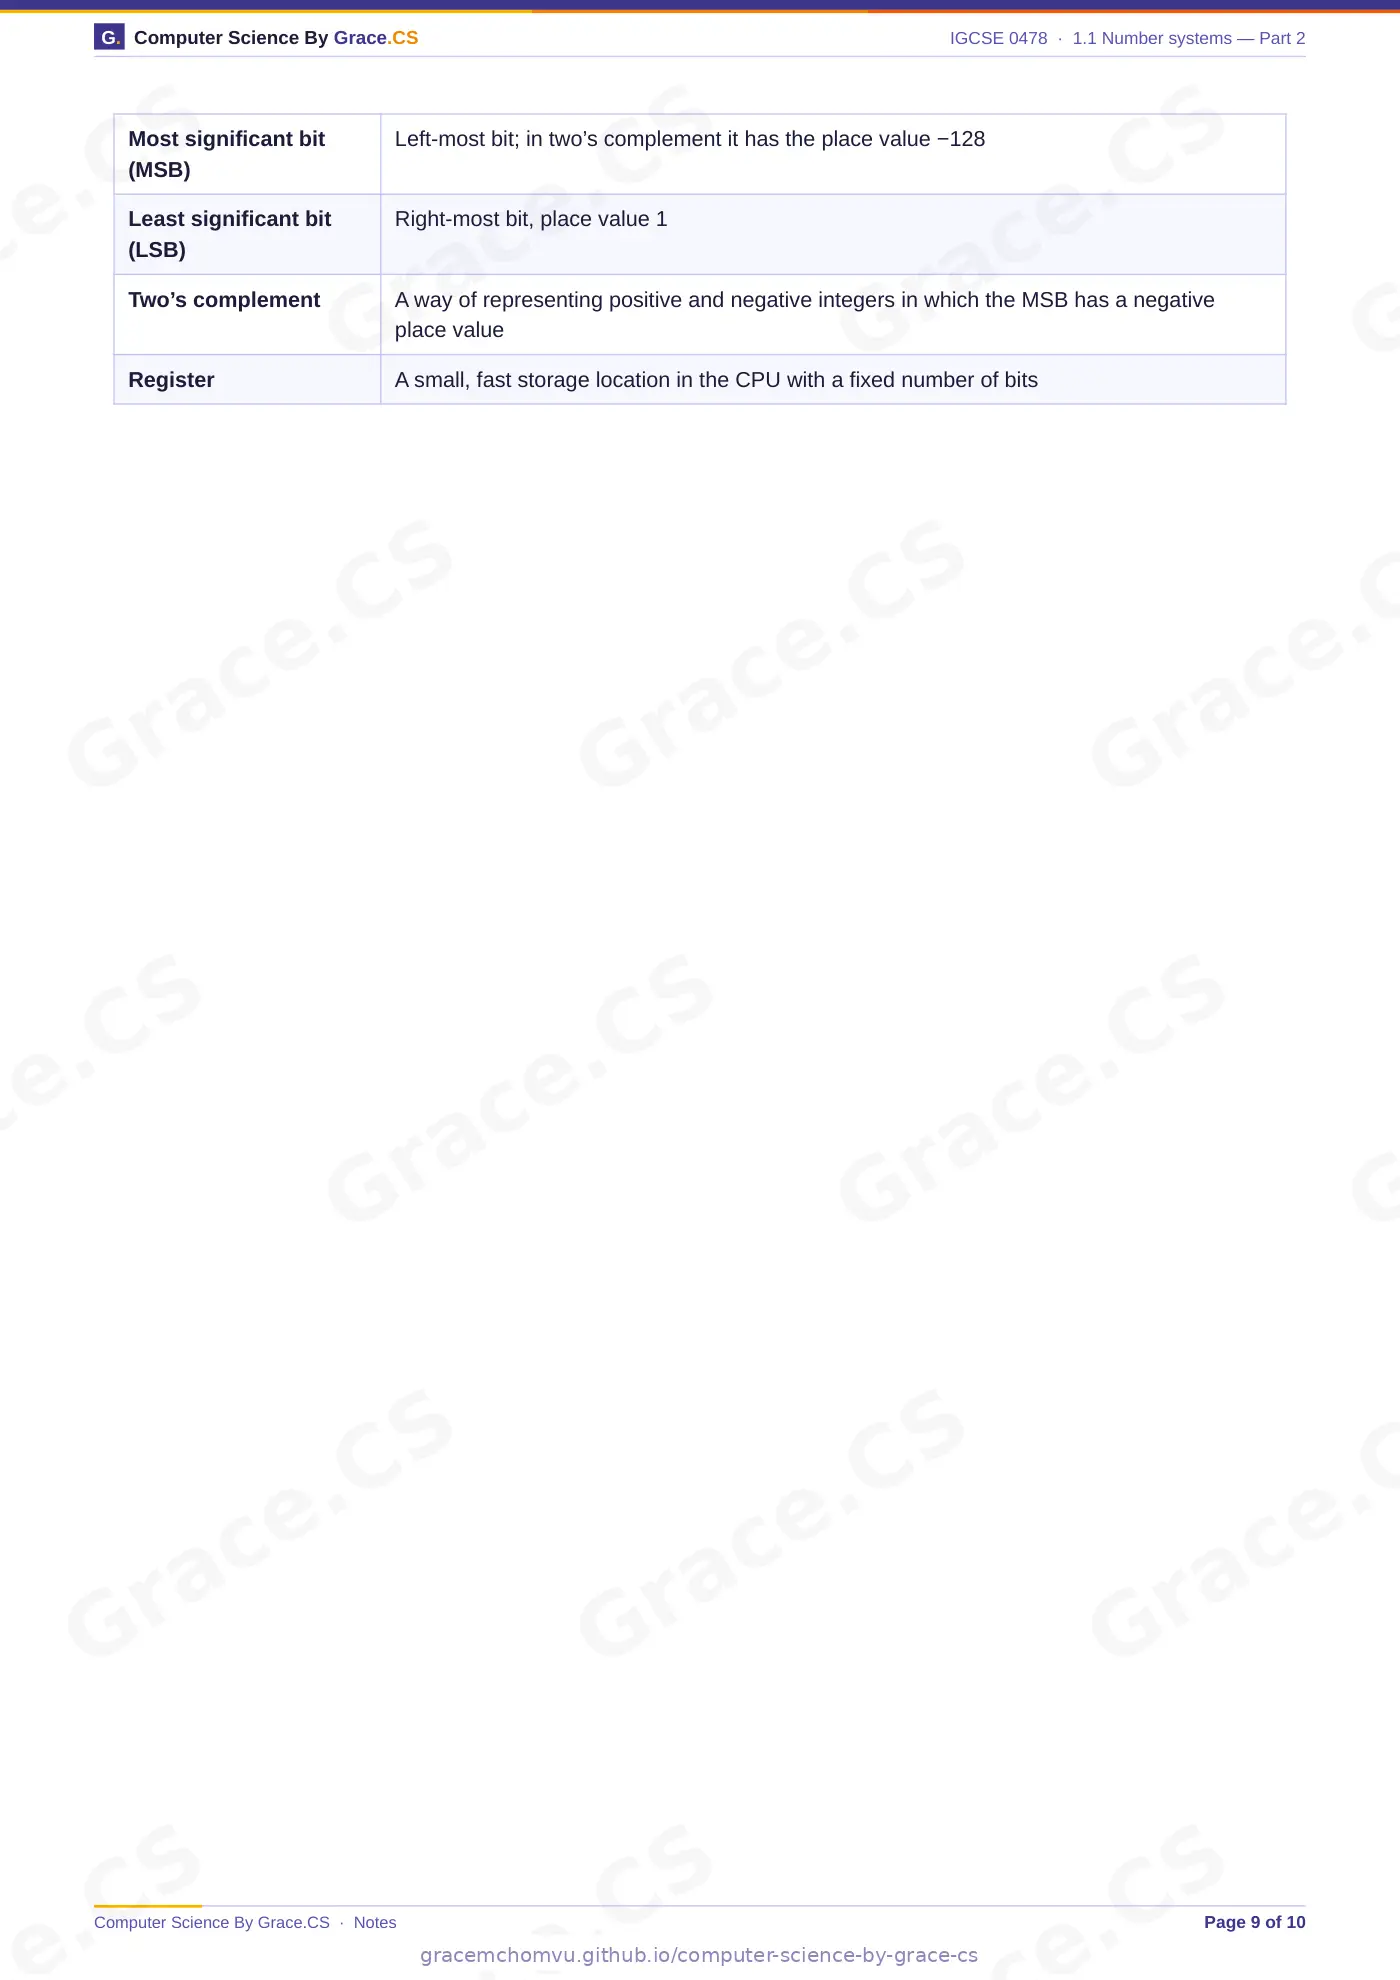 G. Computer Science By Grace.CS
IGCSE 0478 · 1.1 Number systems — Part 2
Most significant bit
(MSB)
Left-most bit; in two’s complement it has the place value −128
Least significant bit
(LSB)
Right-most bit, place value 1
Two’s complement
A way of representing positive and negative integers in which the MSB has a negative
place value
Register
A small, fast storage location in the CPU with a fixed number of bits
Computer Science By Grace.CS · Notes
Page 9 of 10
gracemchomvu.github.io/computer-science-by-grace-cs